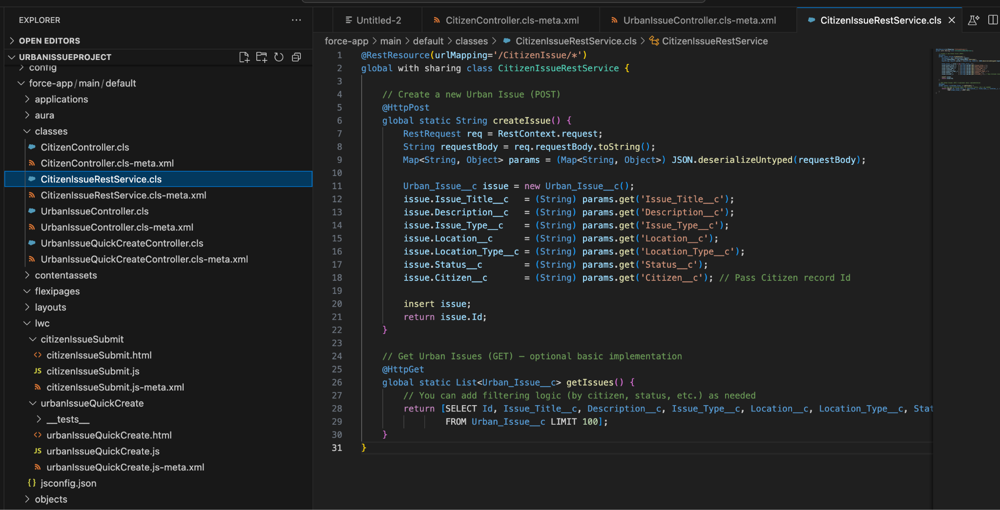 EXPLORER
OPEN EDITORS
URBANISSUEPROJECT
config
force-app/main/default
applications
aura
classes
CitizenController.cls
CitizenController.cls-meta.xml
CitizenIssueRestService.cls
CitizenIssueRestService.cls-meta.xml
UrbanIssueController.cls
UrbanIssueController.cls-meta.xml
UrbanIssueQuickCreateController.cls
UrbanIssueQuickCreateController.cls-meta.xml
contentassets
flexipages
layouts
lwc
citizenIssueSubmit
citizenIssueSubmit.html
JS citizenIssueSubmit.js
citizenIssueSubmit.js-meta.xml
urbanIssueQuickCreate
__tests__
urbanIssueQuickCreate.html
JS urbanIssueQuickCreate.js
urbanIssueQuickCreate.js-meta.xml
{} jsconfig.json
objects
Untitled-2
CitizenController.cls-meta.xml
UrbanIssueController.cls-meta.xml
CitizenIssueRestService.cls
force-app > main > default > classes > CitizenIssueRestService.cls > CitizenIssueRestService
1 @RestResource(urlMapping='/CitizenIssue/*')
2 global with sharing class CitizenIssueRestService {
3
4 // Create a new Urban Issue (POST)
5 @HttpPost
6 global static String createIssue() {
7 RestRequest req = RestContext.request;
8 String requestBody = req.requestBody.toString();
9 Map<String, Object> params = (Map<String, Object>) JSON.deserializeUntyped(requestBody);
10
11 Urban_Issue__c issue = new Urban_Issue__c();
12 issue.Issue_Title__c = (String) params.get('Issue_Title__c');
13 issue.Description__c = (String) params.get('Description__c');
14 issue.Issue_Type__c = (String) params.get('Issue_Type__c');
15 issue.Location__c = (String) params.get('Location__c');
16 issue.Location_Type__c = (String) params.get('Location_Type__c');
17 issue.Status__c = (String) params.get('Status__c');
18 issue.Citizen__c = (String) params.get('Citizen__c'); // Pass Citizen record Id
19
20 insert issue;
21 return issue.Id;
22 }
23
24 // Get Urban Issues (GET) – optional basic implementation
25 @HttpGet
26 global static List<Urban_Issue__c> getIssues() {
27 // You can add filtering logic (by citizen, status, etc.) as needed
28 return [SELECT Id, Issue_Title__c, Description__c, Issue_Type__c, Location__c, Location_Type__c, Stat
29 FROM Urban_Issue__c LIMIT 100];
30 }
31 }